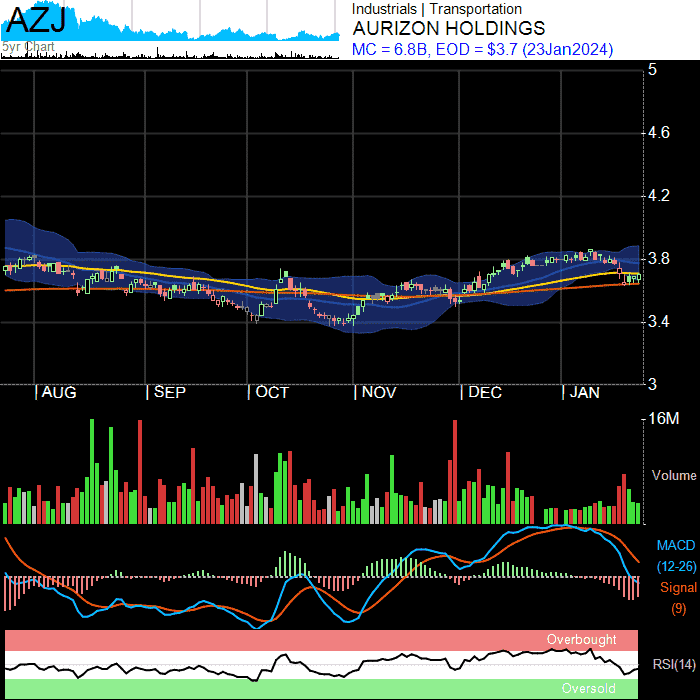 AZJ
5yr Chart
Industrials | Transportation
AURIZON HOLDINGS
MC = 6.8B, EOD = $3.7 (23Jan2024)
5
4.6
4.2
3.8
3.4
3
| AUG | SEP | OCT | NOV | DEC | JAN
16M
Volume
MACD
(12-26)
Signal
(9)
Overbought
RSI(14)
Oversold